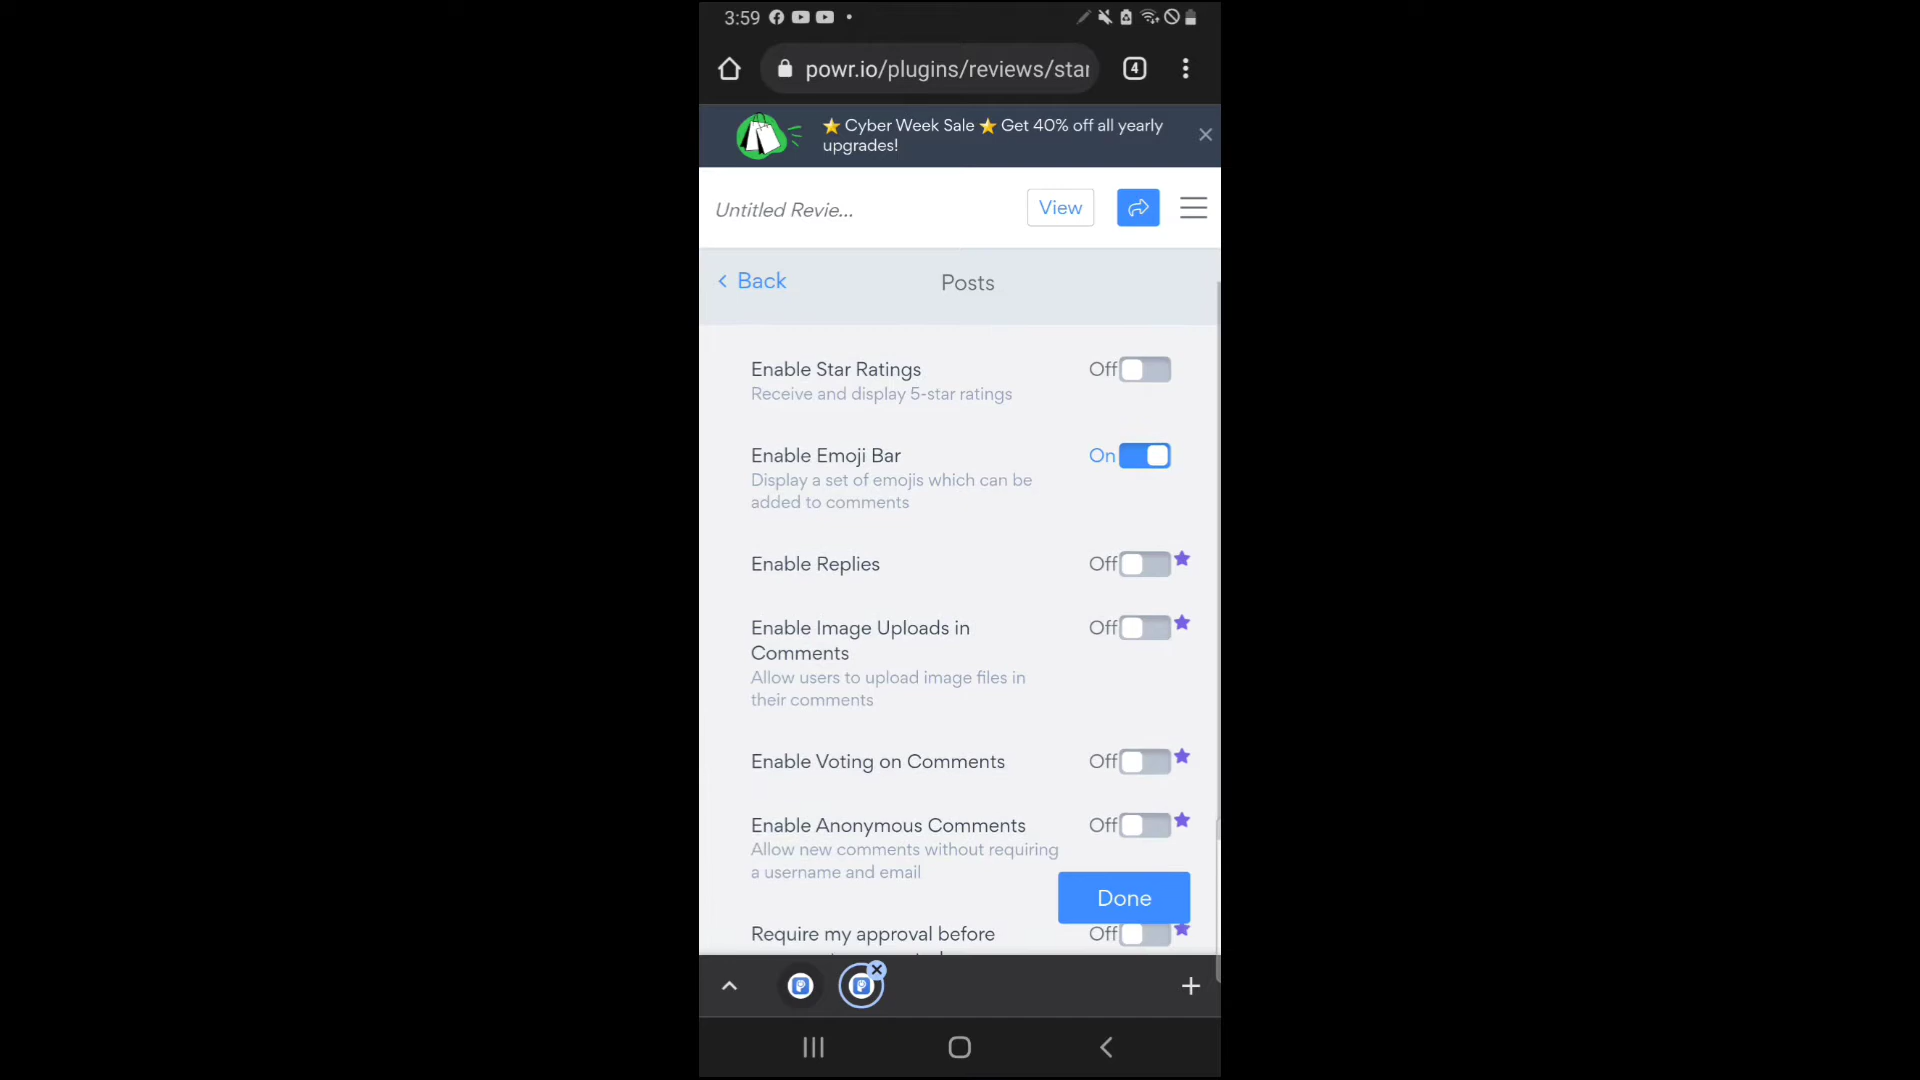 3:59
powr.io/plugins/reviews/star
4
Cyber Week Sale Get 40% off all yearly
upgrades!
Untitled Revie...
View
Back
Posts
Enable Star Ratings
Off
Receive and display 5-star ratings
Enable Emoji Bar
On
Display a set of emojis which can be
added to comments
Enable Replies
Off
Enable Image Uploads in
Off
Comments
Allow users to upload image files in
their comments
Enable Voting on Comments
Off
Enable Anonymous Comments
Off
Allow new comments without requiring
a username and email
Done
Require my approval before
Off